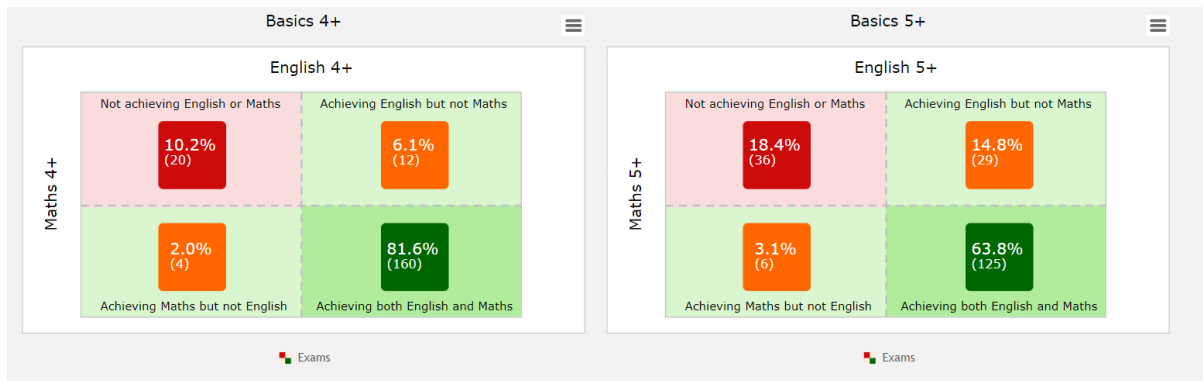 Basics 4+
English 4+
Maths 4+
Not achieving English or Maths
Achieving English but not Maths
10.2%
(20)
6.1%
(12)
2.0%
(4)
81.6%
(160)
Achieving Maths but not English
Achieving both English and Maths
Exams
Basics 5+
English 5+
Maths 5+
Not achieving English or Maths
Achieving English but not Maths
18.4%
(36)
14.8%
(29)
3.1%
(6)
63.8%
(125)
Achieving Maths but not English
Achieving both English and Maths
Exams